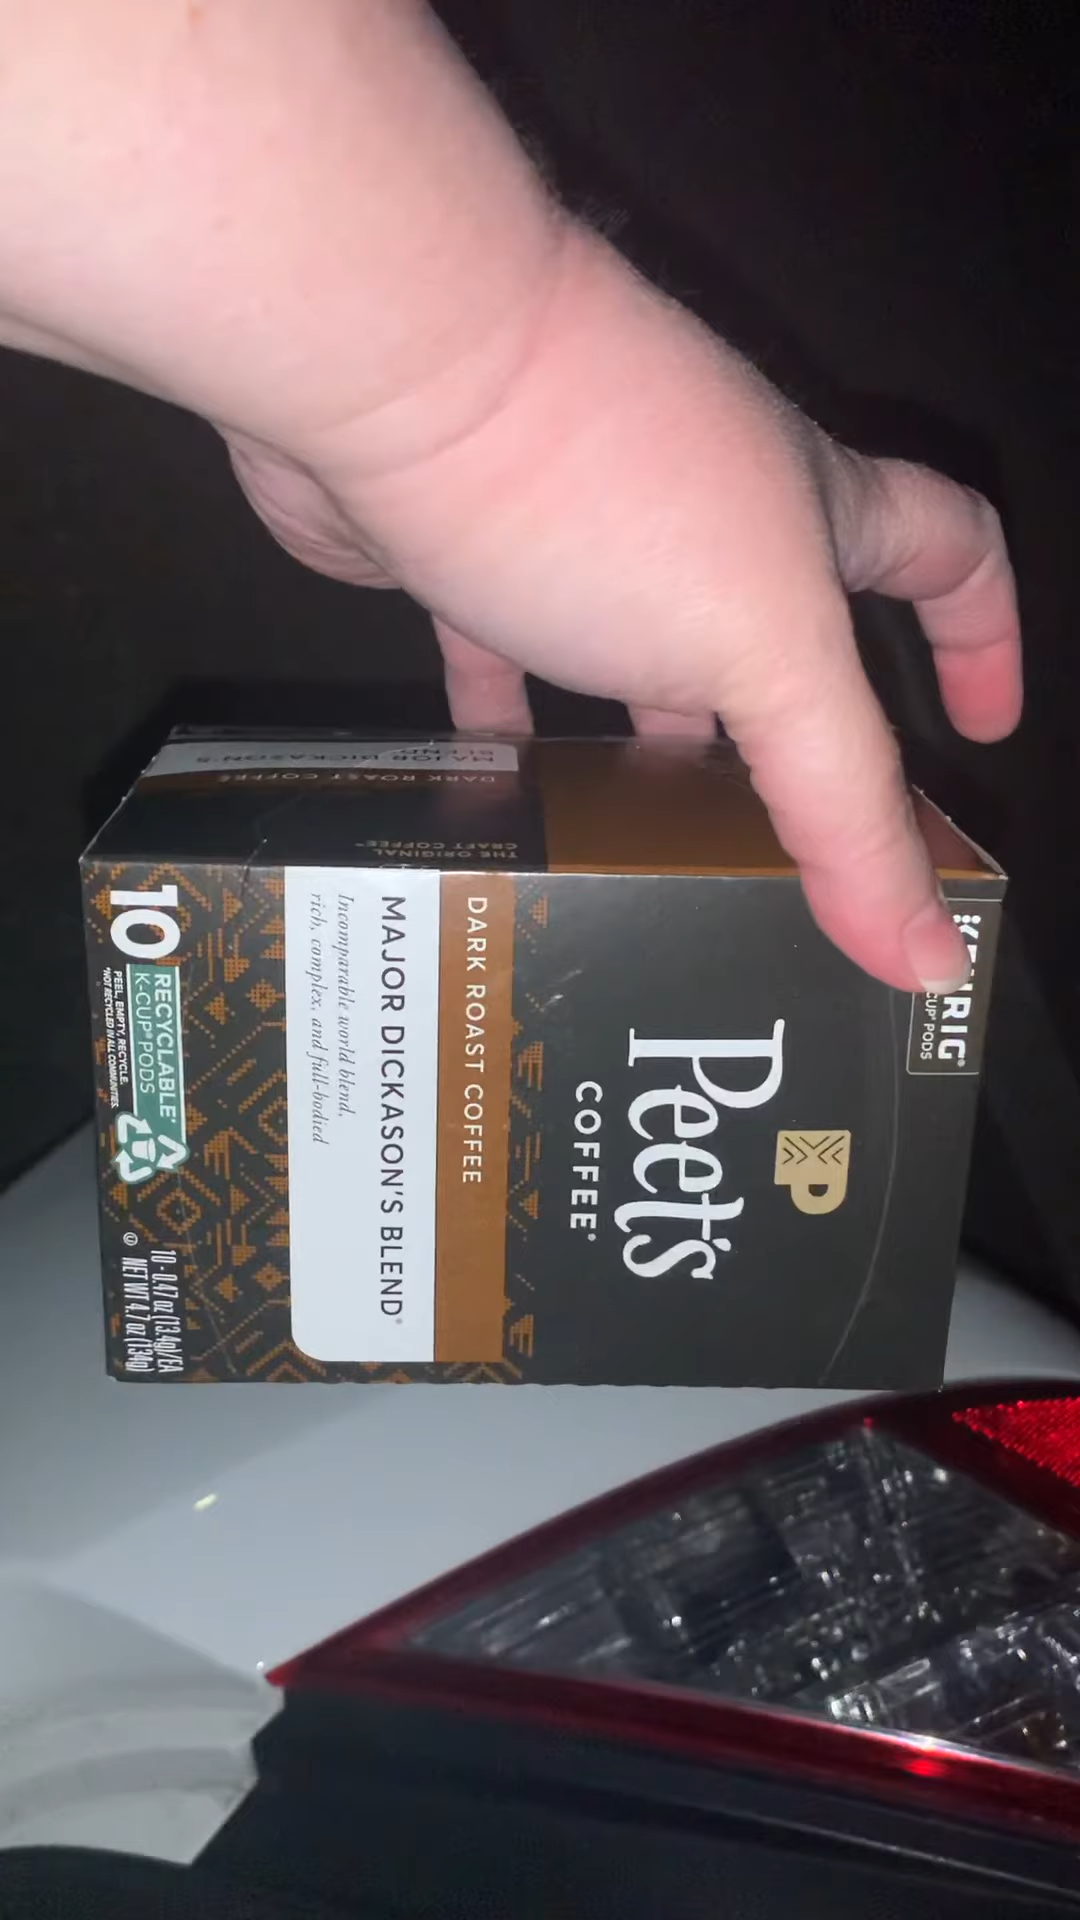 KEURIG®
CUP® PODS
P
Peet's
COFFEE®
DARK ROAST COFFEE
MAJOR DICKASON'S BLEND®
Incomparable world blend,
rich, complex, and full-bodied
10
RECYCLABLE*
K-CUP® PODS
PEEL, EMPTY, RECYCLE.
*NOT RECYCLED IN ALL COMMUNITIES.
10 - 0.47 oz (13.4g)/EA
NET WT 4.7 oz (134g)
THE ORIGINAL
CRAFT COFFEE®
DARK ROAST COFFEE
MAJOR DICKASON'S
BLEND